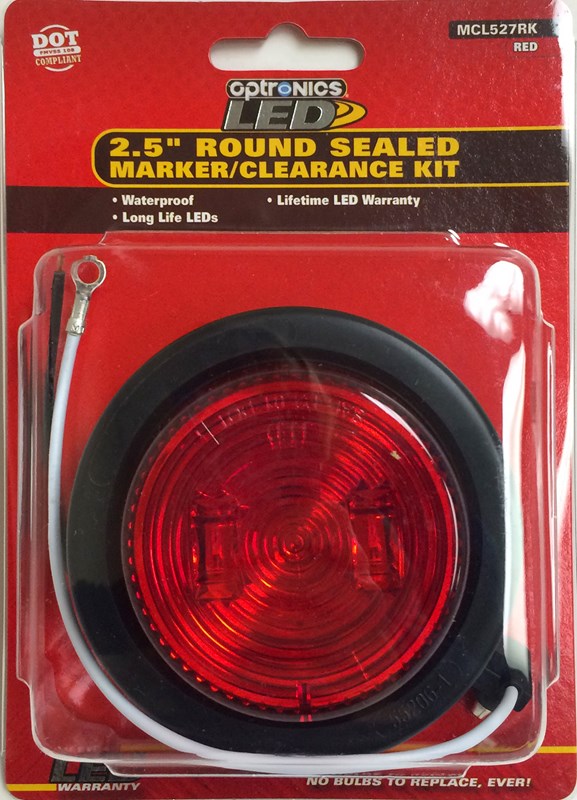 DOT
FMVSS 108
COMPLIANT
MCL527RK
RED
optronics
LED
2.5" ROUND SEALED
MARKER/CLEARANCE KIT
• Waterproof
• Lifetime LED Warranty
• Long Life LEDs
LED
WARRANTY
NO BULBS TO REPLACE, EVER!